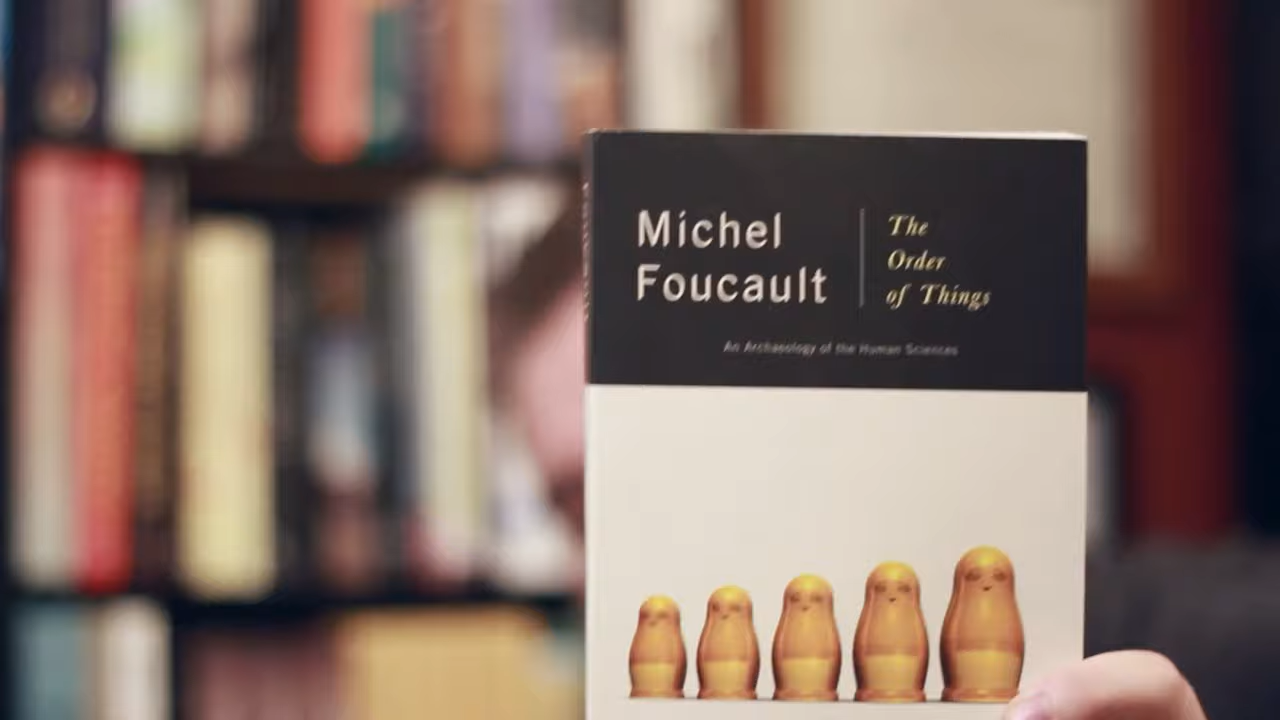 Michel
Foucault
The
Order
of Things
An Archaeology of the Human Sciences